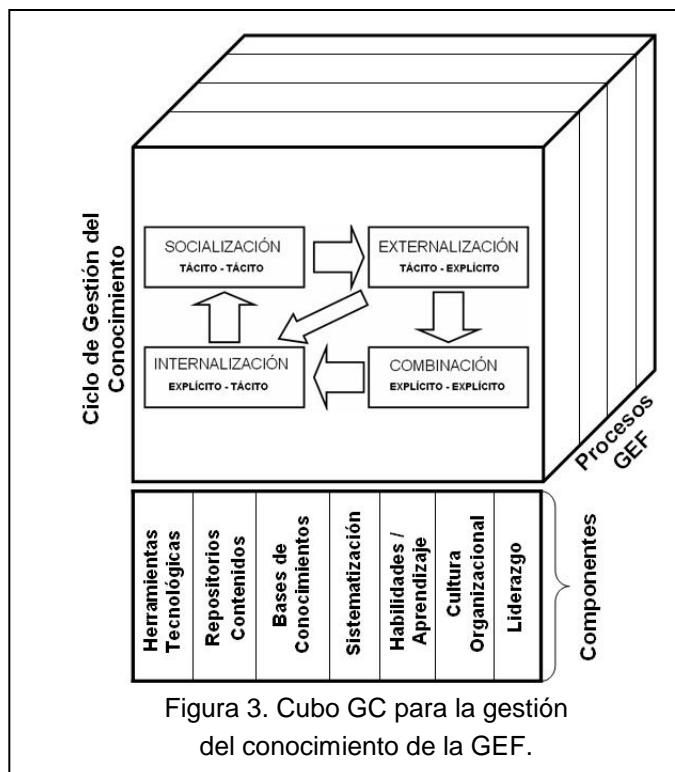 Ciclo de Gestión del
Conocimiento
SOCIALIZACIÓN
TÁCITO - TÁCITO
EXTERNALIZACIÓN
TÁCITO - EXPLÍCITO
INTERNALIZACIÓN
EXPLÍCITO - TÁCITO
COMBINACIÓN
EXPLÍCITO - EXPLÍCITO
Procesos
GEF
Herramientas
Tecnológicas
Repositorios
Contenidos
Bases de
Conocimientos
Sistematización
Habilidades /
Aprendizaje
Cultura
Organizacional
Liderazgo
Componentes
Figura 3. Cubo GC para la gestión
del conocimiento de la GEF.